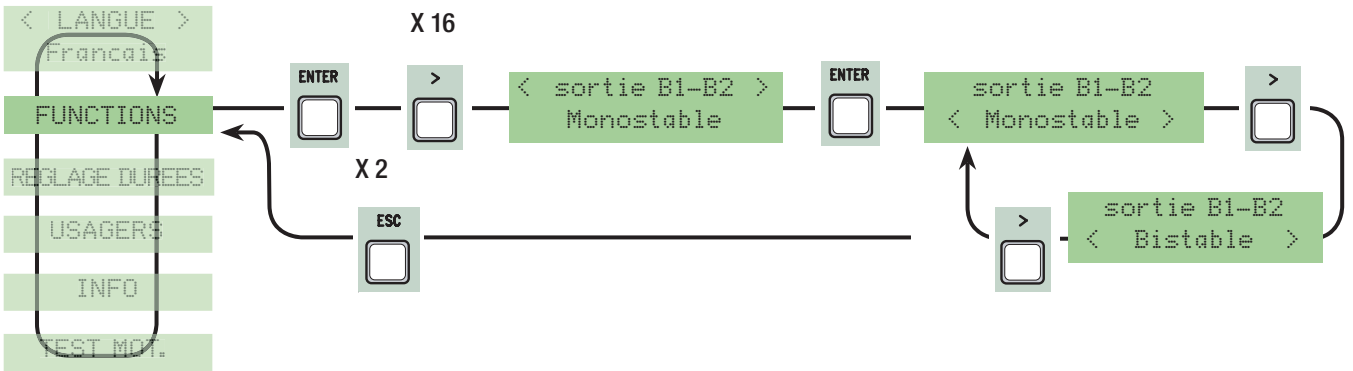 < LANGUE >
Francais
FUNCTIONS
REGLAGE DUREES
USAGERS
INFO
TEST MOT.
ENTER
X 16
>
< sortie B1–B2 >
Monostable
ENTER
sortie B1–B2
< Monostable >
>
sortie B1–B2
< Bistable >
>
X 2
ESC